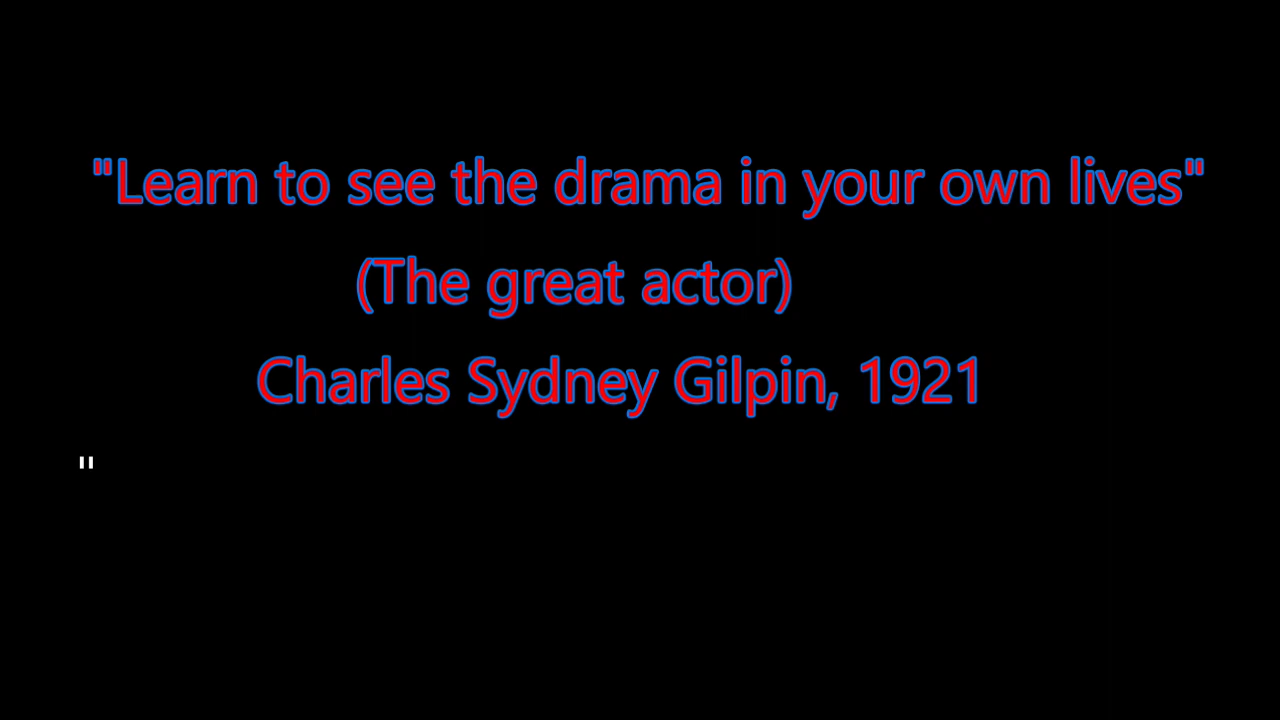 "Learn to see the drama in your own lives"
(The great actor)
Charles Sydney Gilpin, 1921
"